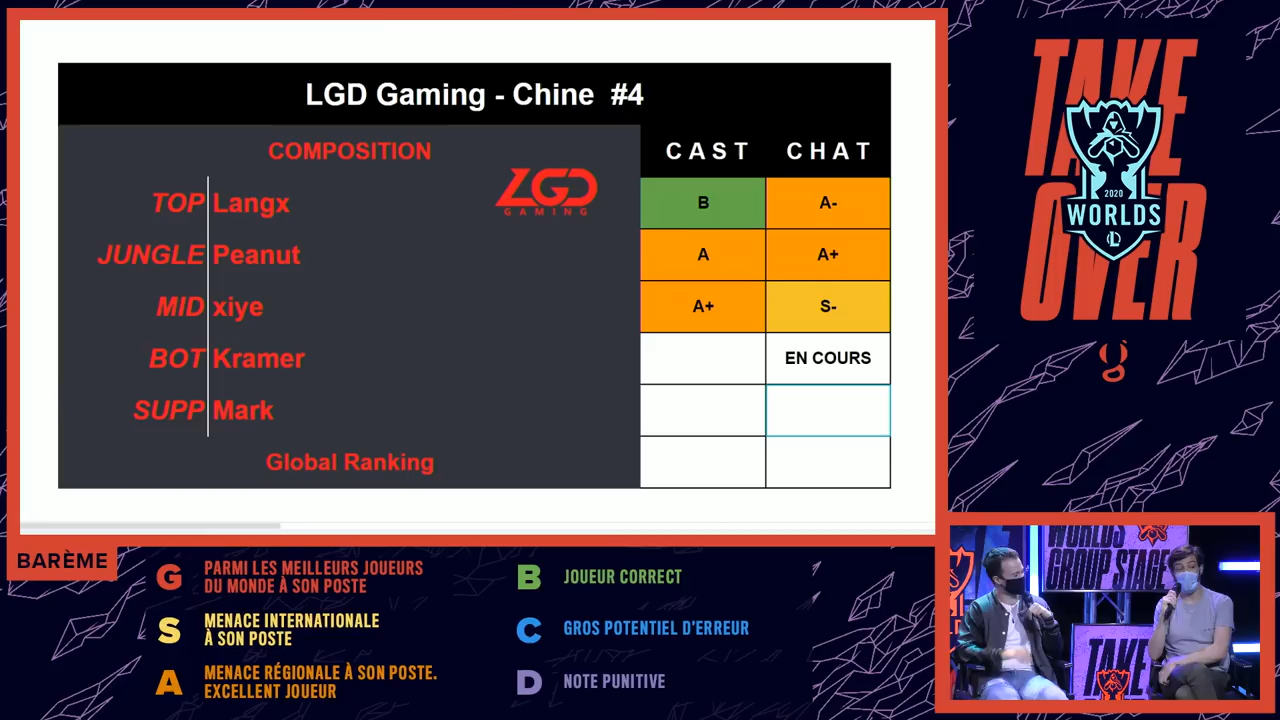 LGD Gaming - Chine #4
COMPOSITION
CAST CHAT
LGD
GAMING
TOP Langx B A-
JUNGLE Peanut A A+
MID xiye A+ S-
BOT Kramer EN COURS
SUPP Mark
Global Ranking
TAKE
OVER
2020
WORLDS
BARÈME
G PARMI LES MEILLEURS JOUEURS
DU MONDE À SON POSTE
S MENACE INTERNATIONALE
À SON POSTE
A MENACE RÉGIONALE À SON POSTE.
EXCELLENT JOUEUR
B JOUEUR CORRECT
C GROS POTENTIEL D'ERREUR
D NOTE PUNITIVE
WORLDS
GROUP STAGE
TAKE